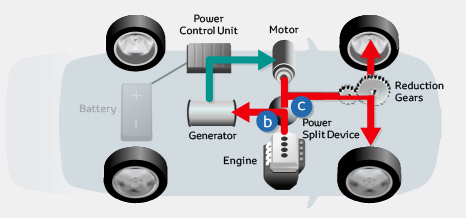 Power
Control Unit
Motor
Reduction
Gears
Battery
c
b
Power
Split Device
Generator
Engine